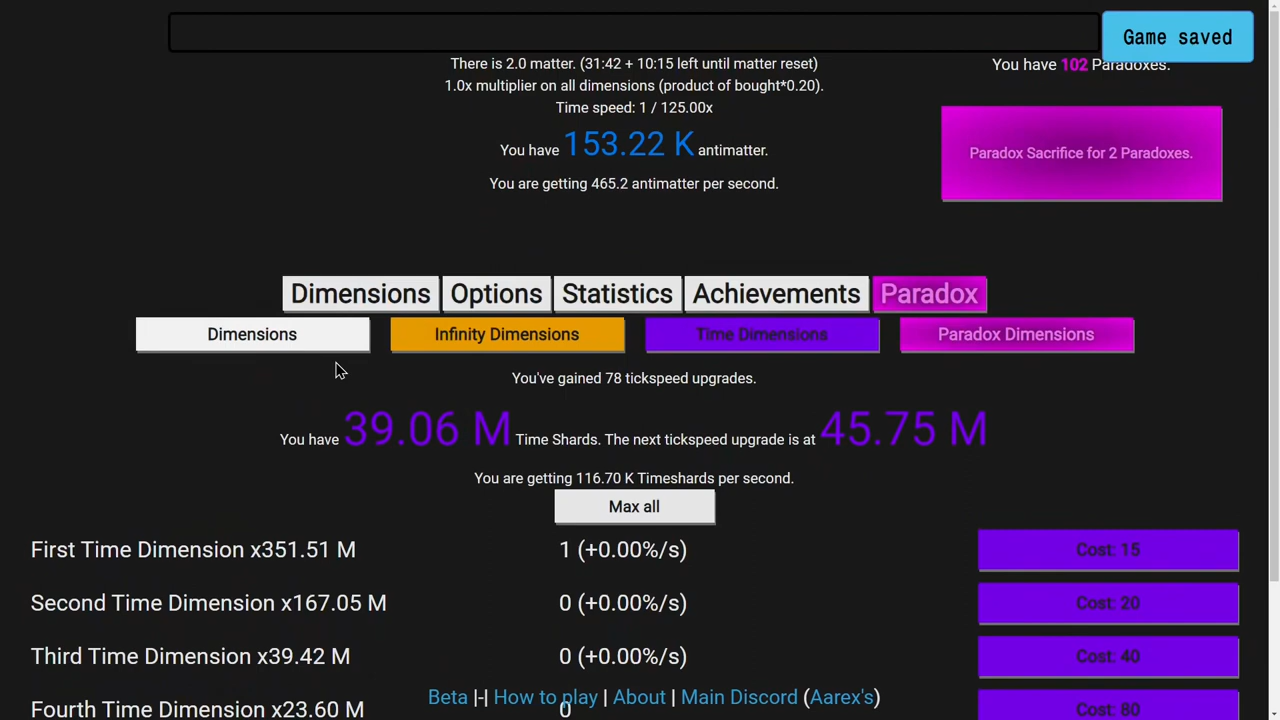 Game saved
There is 2.0 matter. (31:42 + 10:15 left until matter reset)
You have 102 Paradoxes.
1.0x multiplier on all dimensions (product of bought*0.20).
Time speed: 1 / 125.00x
You have 153.22 K antimatter.
Paradox Sacrifice for 2 Paradoxes.
You are getting 465.2 antimatter per second.
Dimensions Options Statistics Achievements Paradox
Dimensions Infinity Dimensions Time Dimensions Paradox Dimensions
You've gained 78 tickspeed upgrades.
You have 39.06 M Time Shards. The next tickspeed upgrade is at 45.75 M
You are getting 116.70 K Timeshards per second.
Max all
First Time Dimension x351.51 M 1 (+0.00%/s) Cost: 15
Second Time Dimension x167.05 M 0 (+0.00%/s) Cost: 20
Third Time Dimension x39.42 M 0 (+0.00%/s) Cost: 40
Beta |-| How to play | About | Main Discord (Aarex's)
Fourth Time Dimension x23.60 M 0 Cost: 80